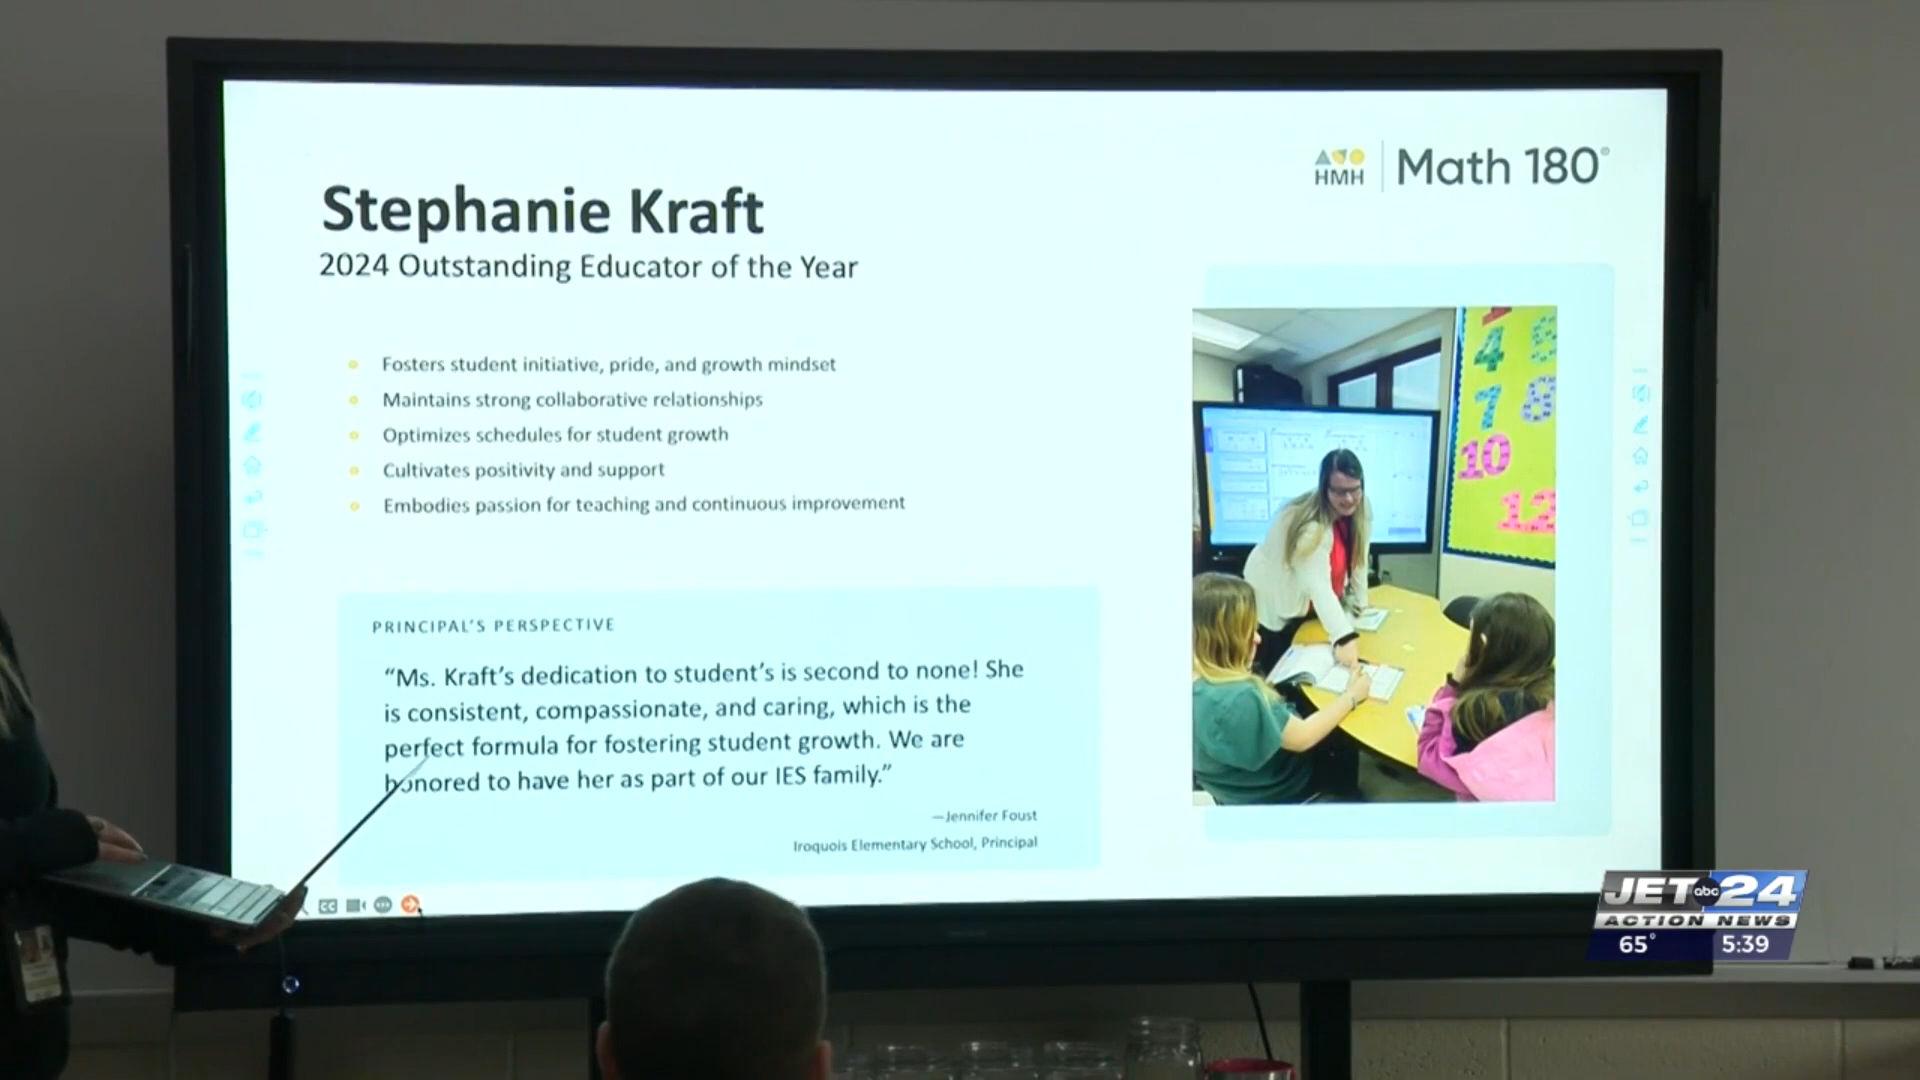 HMH Math 180®
Stephanie Kraft
2024 Outstanding Educator of the Year
Fosters student initiative, pride, and growth mindset
Maintains strong collaborative relationships
Optimizes schedules for student growth
Cultivates positivity and support
Embodies passion for teaching and continuous improvement
4
7 8
10
12
PRINCIPAL'S PERSPECTIVE
“Ms. Kraft's dedication to student's is second to none! She
is consistent, compassionate, and caring, which is the
perfect formula for fostering student growth. We are
honored to have her as part of our IES family.”
—Jennifer Foust
Iroquois Elementary School, Principal
CC
JET abc 24
ACTION NEWS
65° 5:39